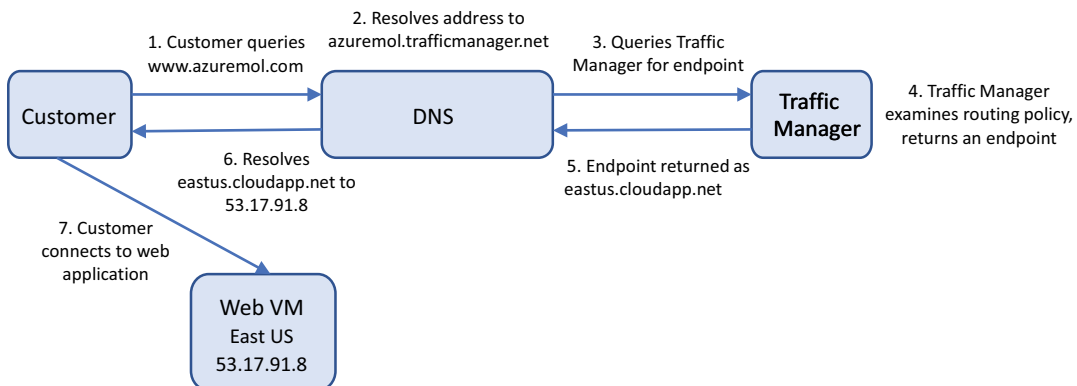 1. Customer queries
www.azuremol.com
2. Resolves address to
azuremol.trafficmanager.net
3. Queries Traffic
Manager for endpoint
Customer
DNS
Traffic
Manager
4. Traffic Manager
examines routing policy,
returns an endpoint
5. Endpoint returned as
eastus.cloudapp.net
6. Resolves
eastus.cloudapp.net to
53.17.91.8
7. Customer
connects to web
application
Web VM
East US
53.17.91.8